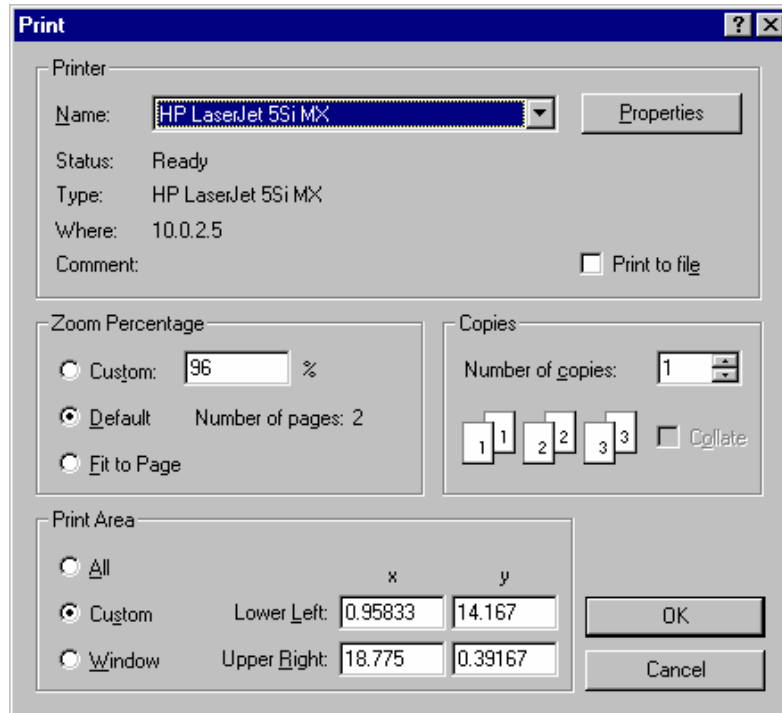 Print
Printer
Name: HP LaserJet 5Si MX Properties
Status: Ready
Type: HP LaserJet 5Si MX
Where: 10.0.2.5
Comment: Print to file
Zoom Percentage
Custom: 96 %
Default Number of pages: 2
Fit to Page
Copies
Number of copies: 1
1 1 2 2 3 3 Collate
Print Area
All
x y
Custom Lower Left: 0.95833 14.167
Window Upper Right: 18.775 0.39167
OK
Cancel